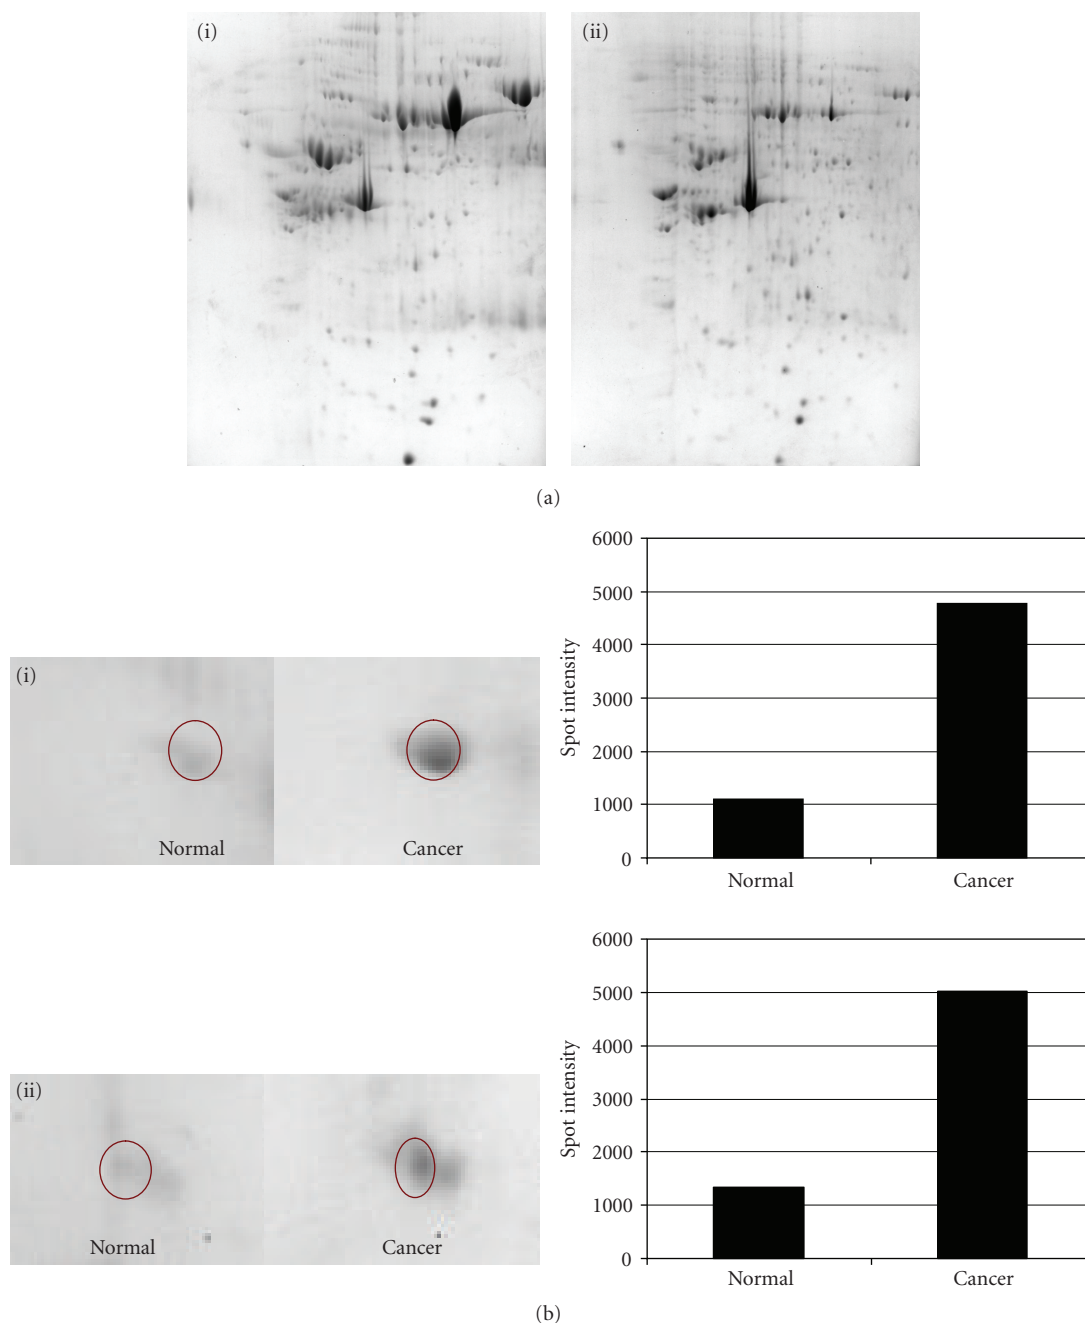 (i)
(ii)
(a)
(i)
Normal
Cancer
6000
5000
4000
3000
2000
1000
0
Spot intensity
Normal
Cancer
(ii)
Normal
Cancer
6000
5000
4000
3000
2000
1000
0
Spot intensity
Normal
Cancer
(b)